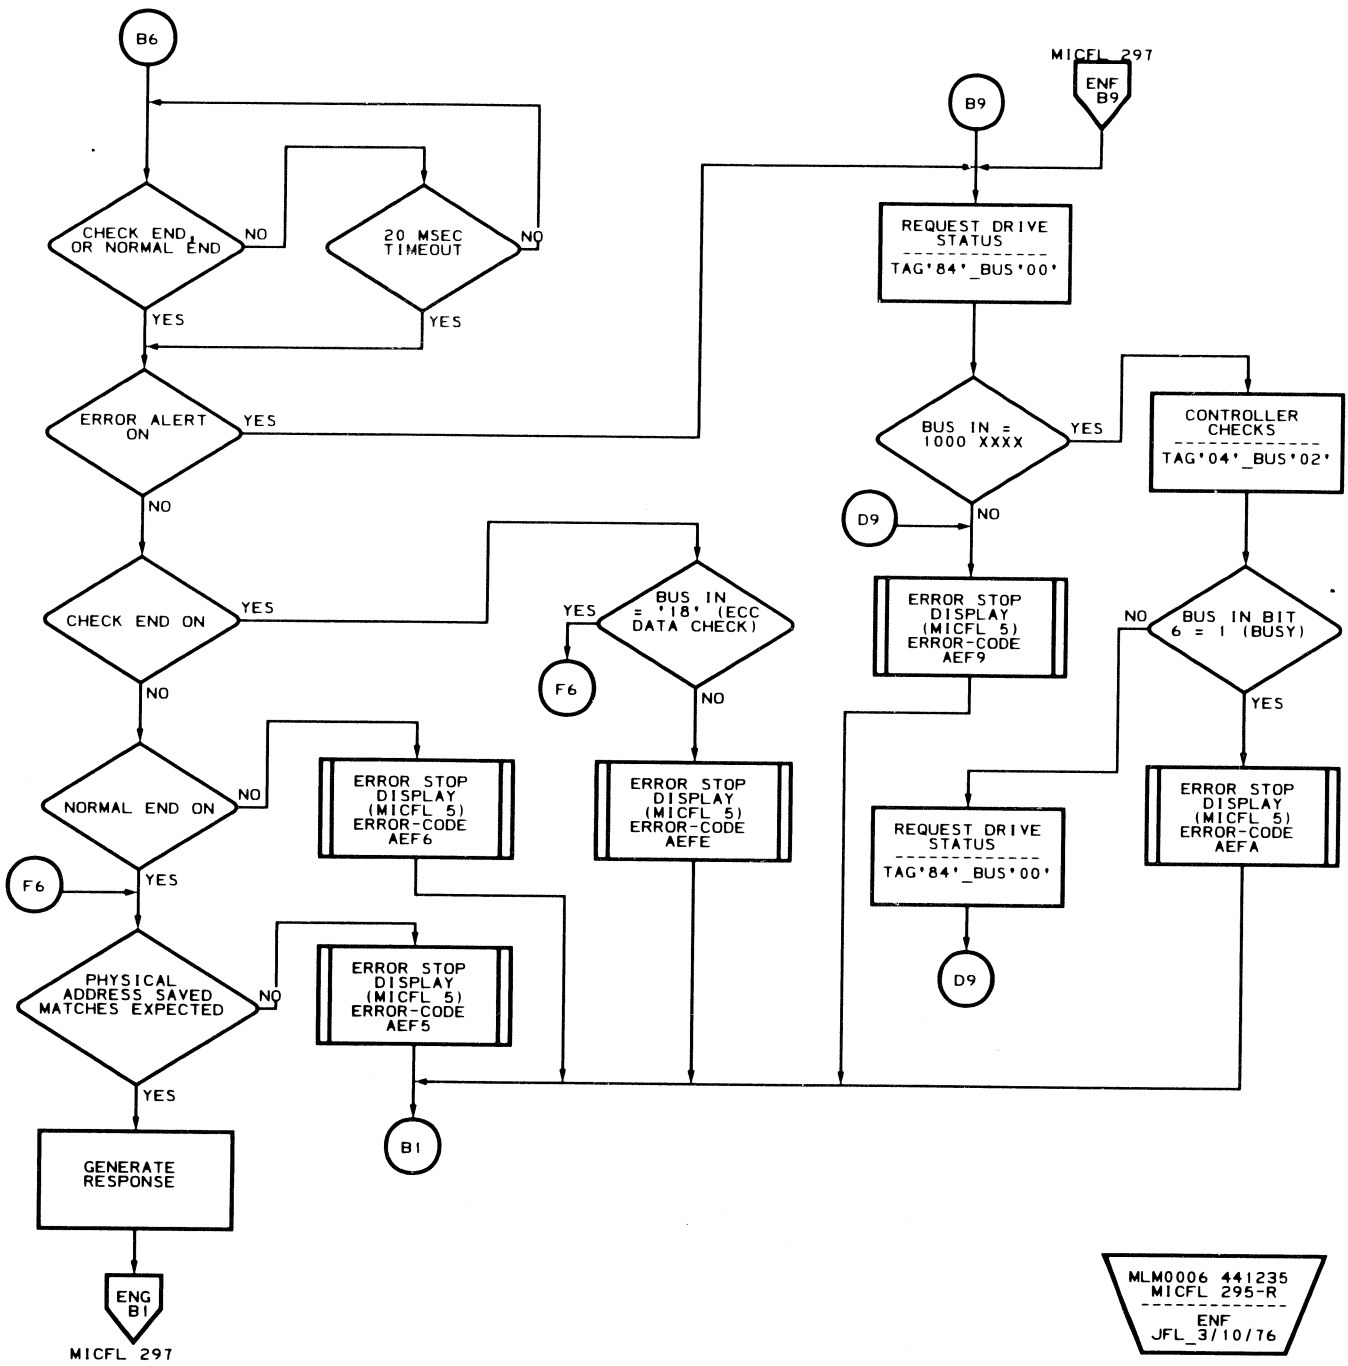 B6
CHECK END,
OR NORMAL END
NO
YES
20 MSEC
TIMEOUT
NO
YES
ERROR ALERT
ON
YES
NO
CHECK END ON
YES
NO
NORMAL END ON
NO
YES
F6
PHYSICAL
ADDRESS SAVED
MATCHES EXPECTED
NO
YES
GENERATE
RESPONSE
ENG
B1
MICFL 297
ERROR STOP
DISPLAY
(MICFL 5)
ERROR-CODE
AEF6
ERROR STOP
DISPLAY
(MICFL 5)
ERROR-CODE
AEF5
B1
BUS IN
= '18' (ECC
DATA CHECK)
YES
F6
NO
ERROR STOP
DISPLAY
(MICFL 5)
ERROR-CODE
AEFE
B9
MICFL 297
ENF
B9
REQUEST DRIVE
STATUS
-------------
TAG'84'_BUS'00'
BUS IN =
1000 XXXX
YES
NO
D9
ERROR STOP
DISPLAY
(MICFL 5)
ERROR-CODE
AEF9
CONTROLLER
CHECKS
-------------
TAG'04'_BUS'02'
BUS IN BIT
6 = 1 (BUSY)
NO
YES
REQUEST DRIVE
STATUS
-------------
TAG'84'_BUS'00'
D9
ERROR STOP
DISPLAY
(MICFL 5)
ERROR-CODE
AEFA
MLM0006 441235
MICFL 295-R
-------------
ENF
JFL_3/10/76